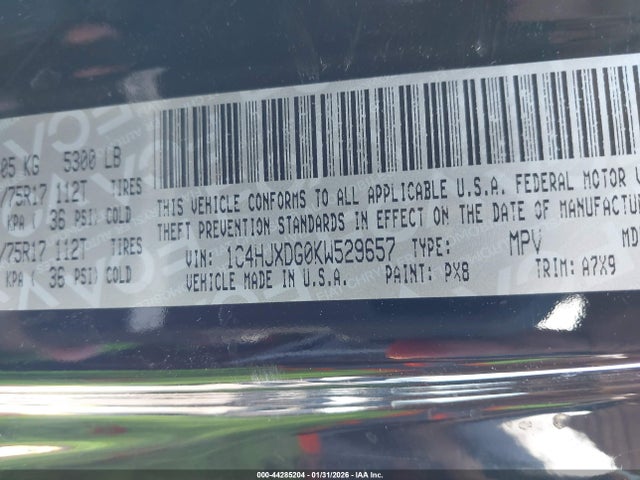 05 KG 5300 LB
/75R17 112T TIRES
KPA/ 36 PSI/ COLD
/75R17 112T TIRES
KPA/ 36 PSI/ COLD
THIS VEHICLE CONFORMS TO ALL APPLICABLE U.S.A. FEDERAL MOTOR
THEFT PREVENTION STANDARDS IN EFFECT ON THE DATE OF MANUFACTUR
VIN: 1C4HJXDG0KW529657 TYPE: MPV MD
VEHICLE MADE IN U.S.A. PAINT: PX8 TRIM: A7X9
000-44285204 - 01/31/2026 - IAA Inc.